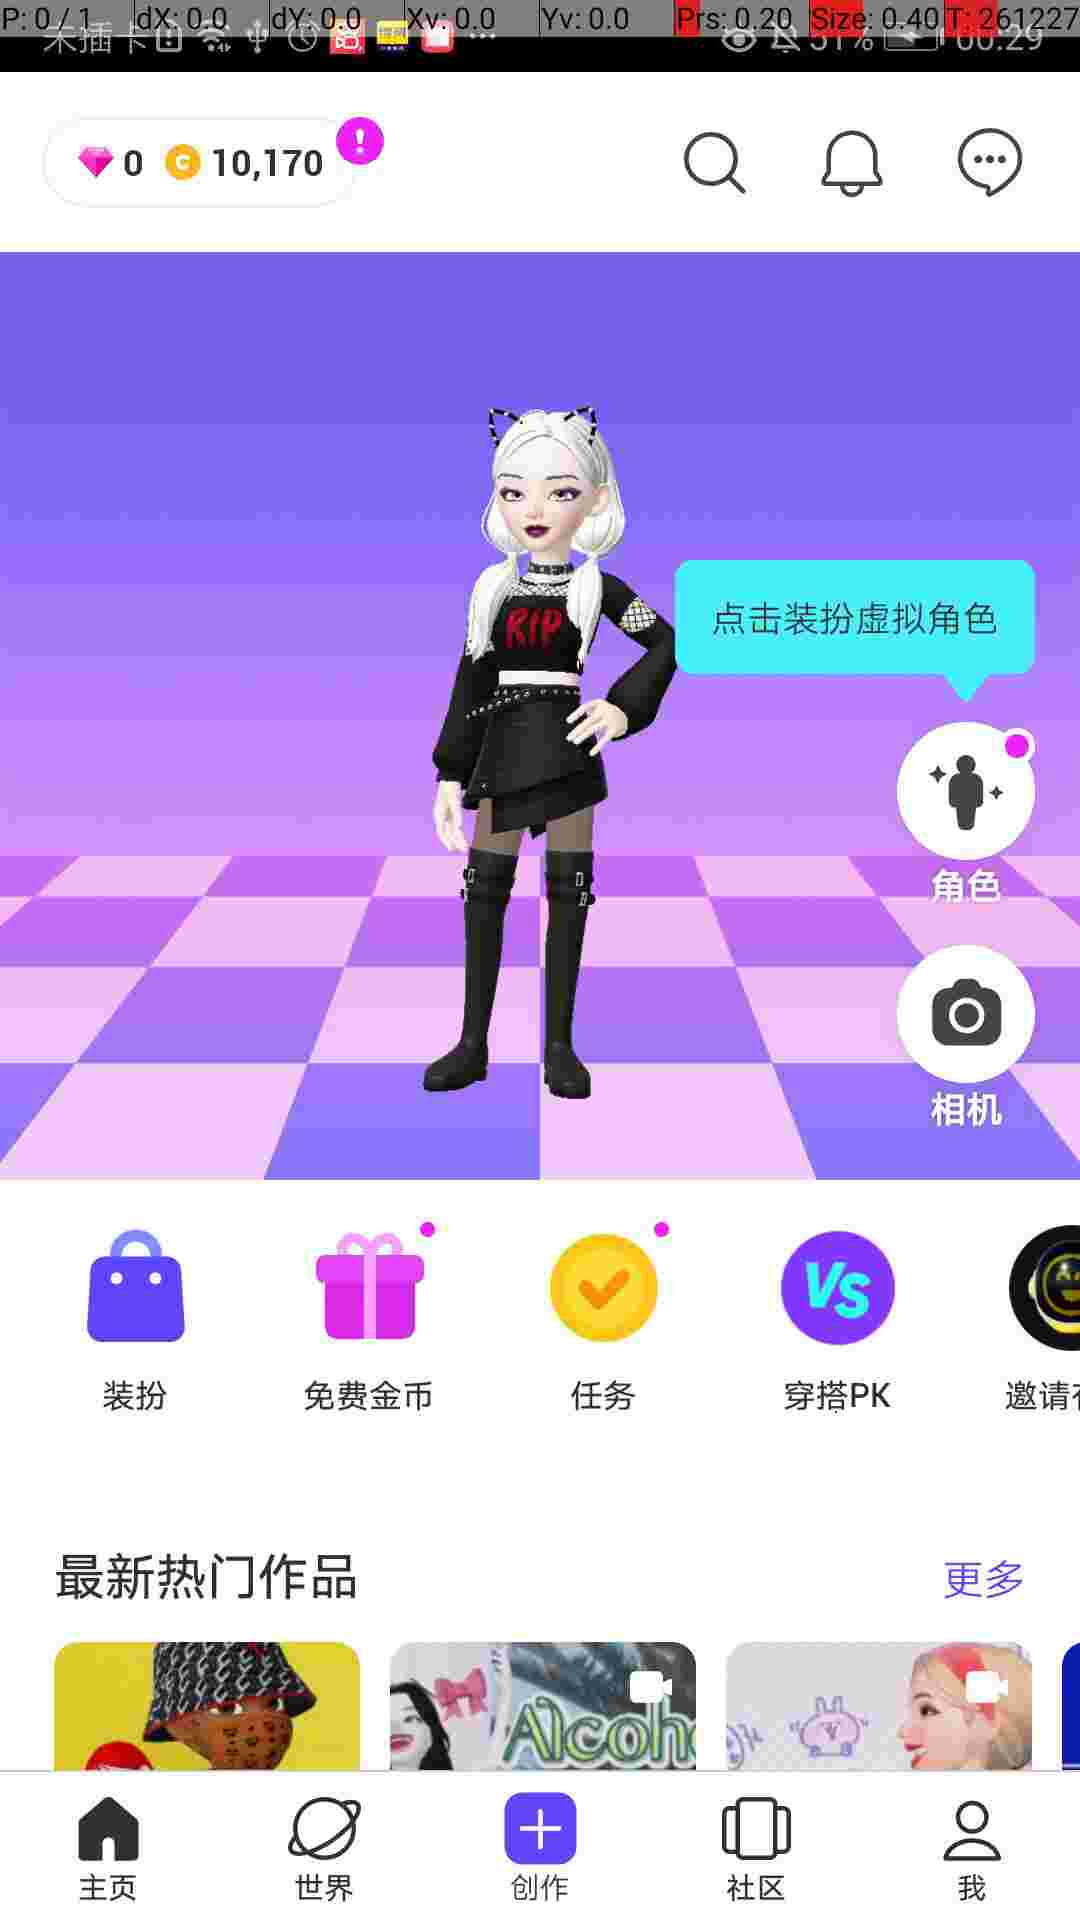 P: 0 / 1 dX: 0.0 dY: 0.0 Xv: 0.0 Yv: 0.0 Prs: 0.20 Size: 0.40 T: 261227
未插卡 51% 00:29
0 C 10,170
RIP
点击装扮虚拟角色
角色
相机
VS
装扮 免费金币 任务 穿搭PK 邀请
最新热门作品 更多
Alcoh
主页 世界 创作 社区 我